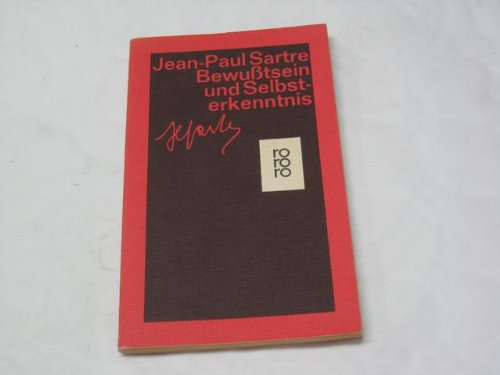 Jean-Paul Sartre
Bewußtsein
und Selbst-
erkenntnis
ro
ro
ro